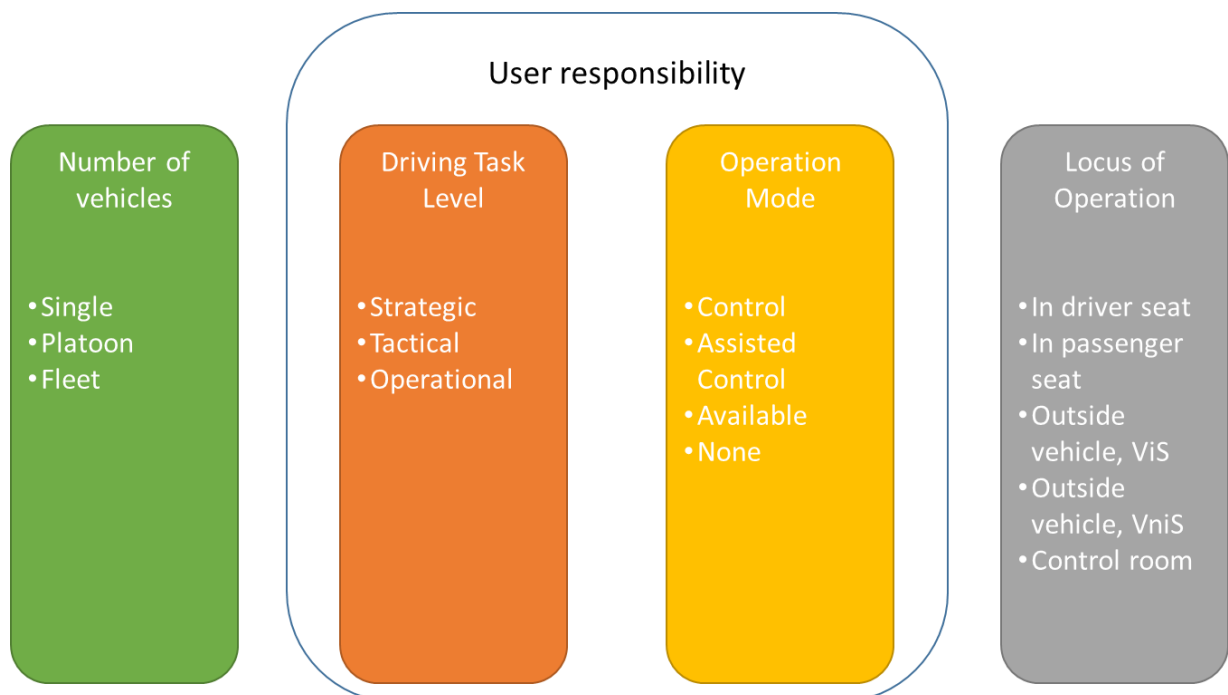 User responsibility
Number of
vehicles
• Single
• Platoon
• Fleet
Driving Task
Level
• Strategic
• Tactical
• Operational
Operation
Mode
• Control
• Assisted
Control
• Available
• None
Locus of
Operation
• In driver seat
• In passenger
seat
• Outside
vehicle, ViS
• Outside
vehicle, VniS
• Control room